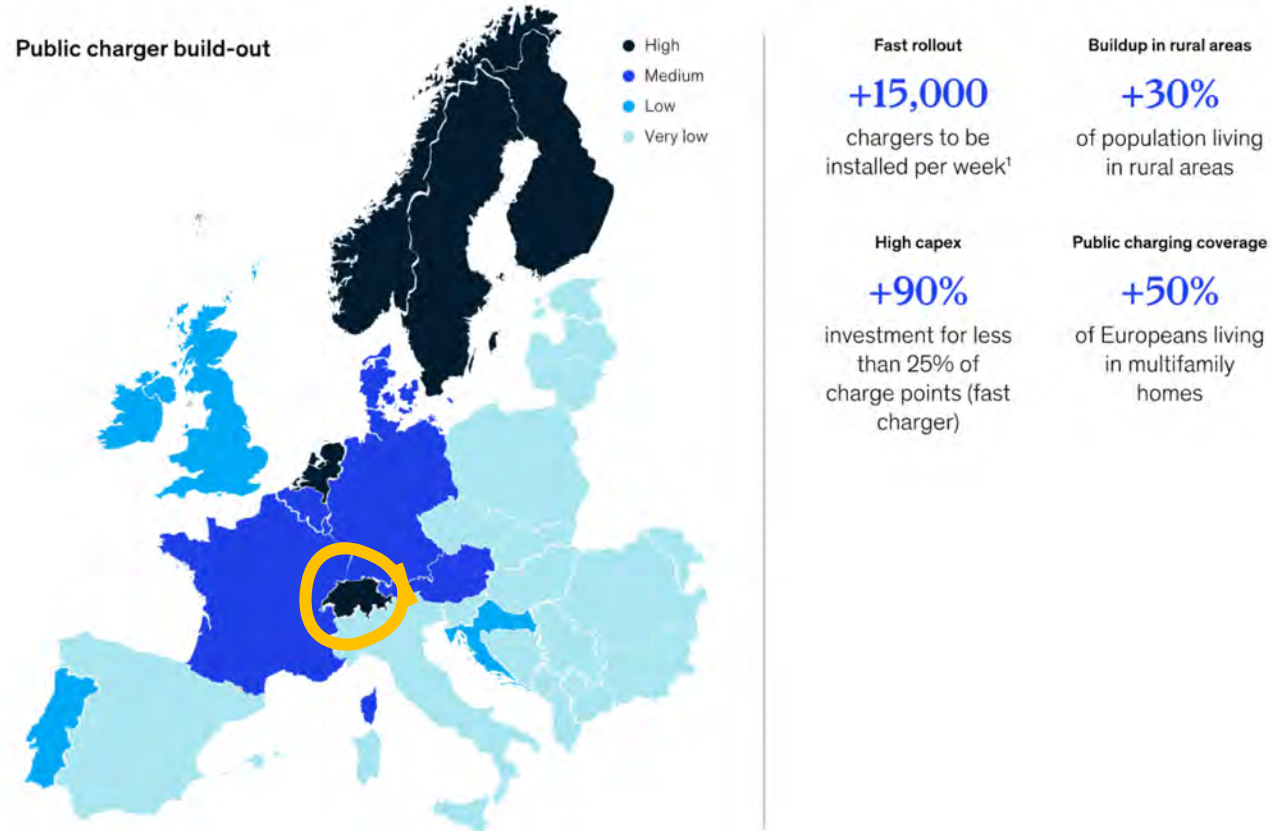 Public charger build-out
High
Medium
Low
Very low
Fast rollout
+15,000
chargers to be
installed per week¹
Buildup in rural areas
+30%
of population living
in rural areas
High capex
+90%
investment for less
than 25% of
charge points (fast
charger)
Public charging coverage
+50%
of Europeans living
in multifamily
homes